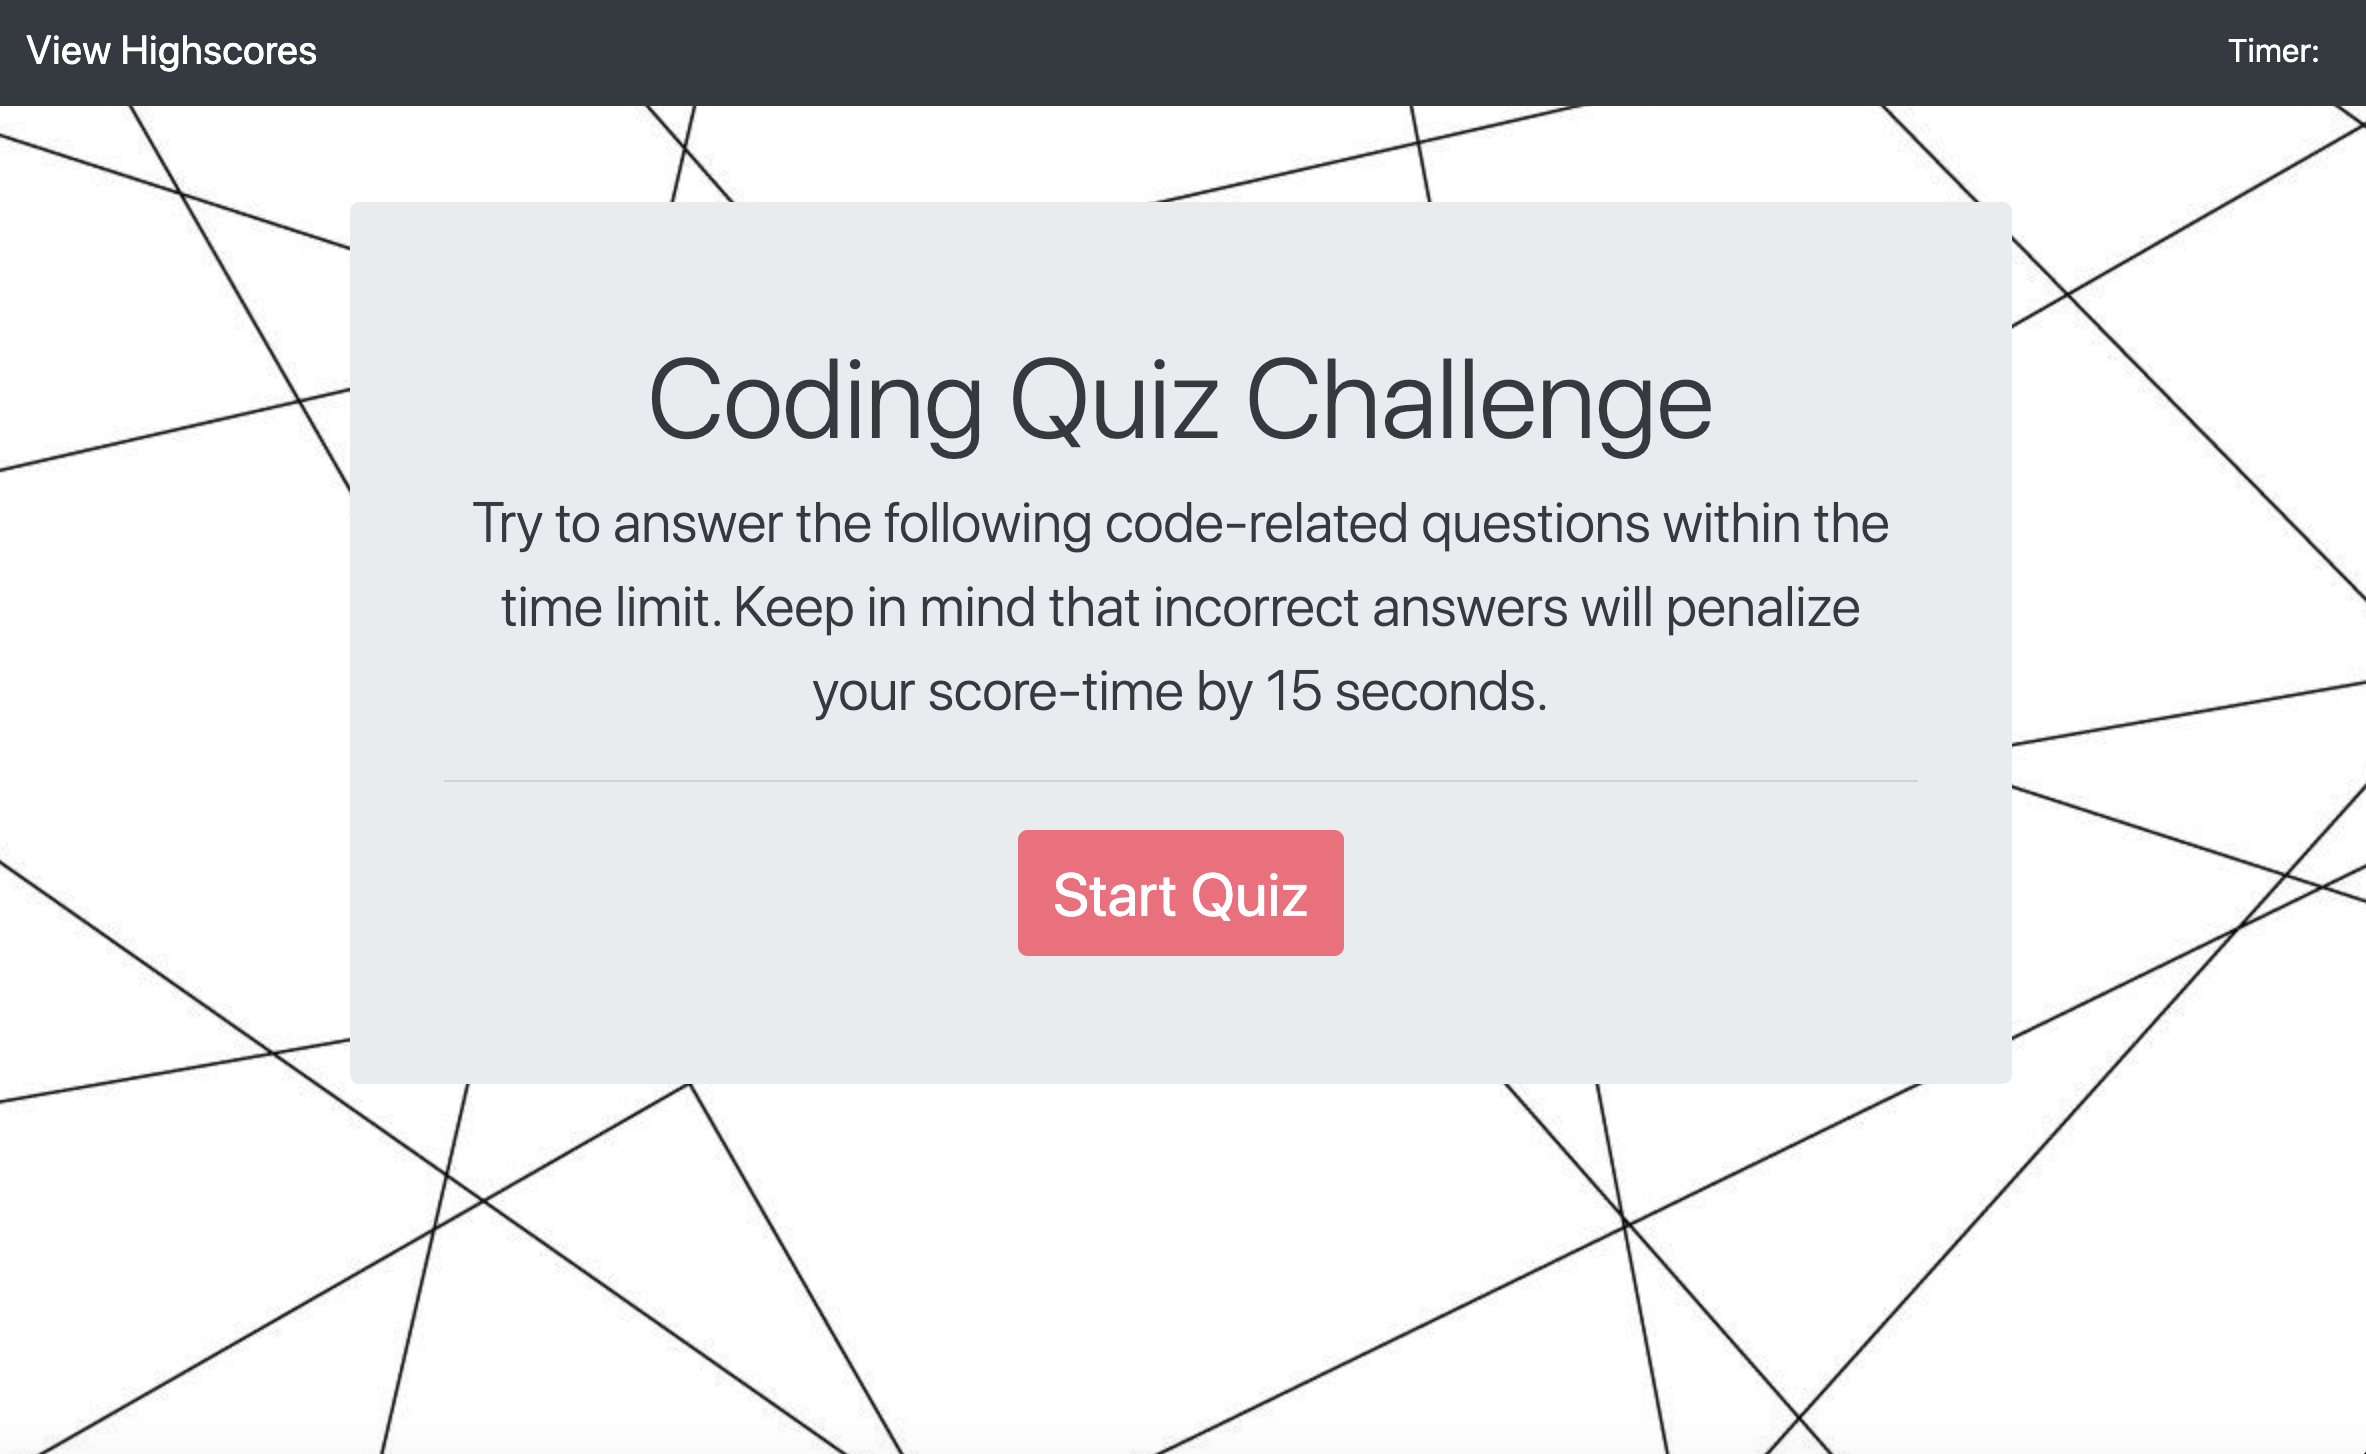 View Highscores
Timer:
Coding Quiz Challenge
Try to answer the following code-related questions within the
time limit. Keep in mind that incorrect answers will penalize
your score-time by 15 seconds.
Start Quiz